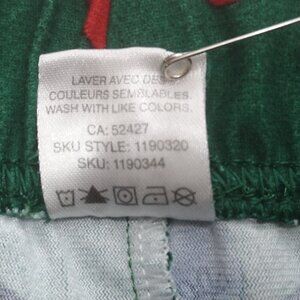 LAVER AVEC DES
COULEURS SEMBLABLES.
WASH WITH LIKE COLORS.
CA: 52427
SKU STYLE: 1190320
SKU: 1190344